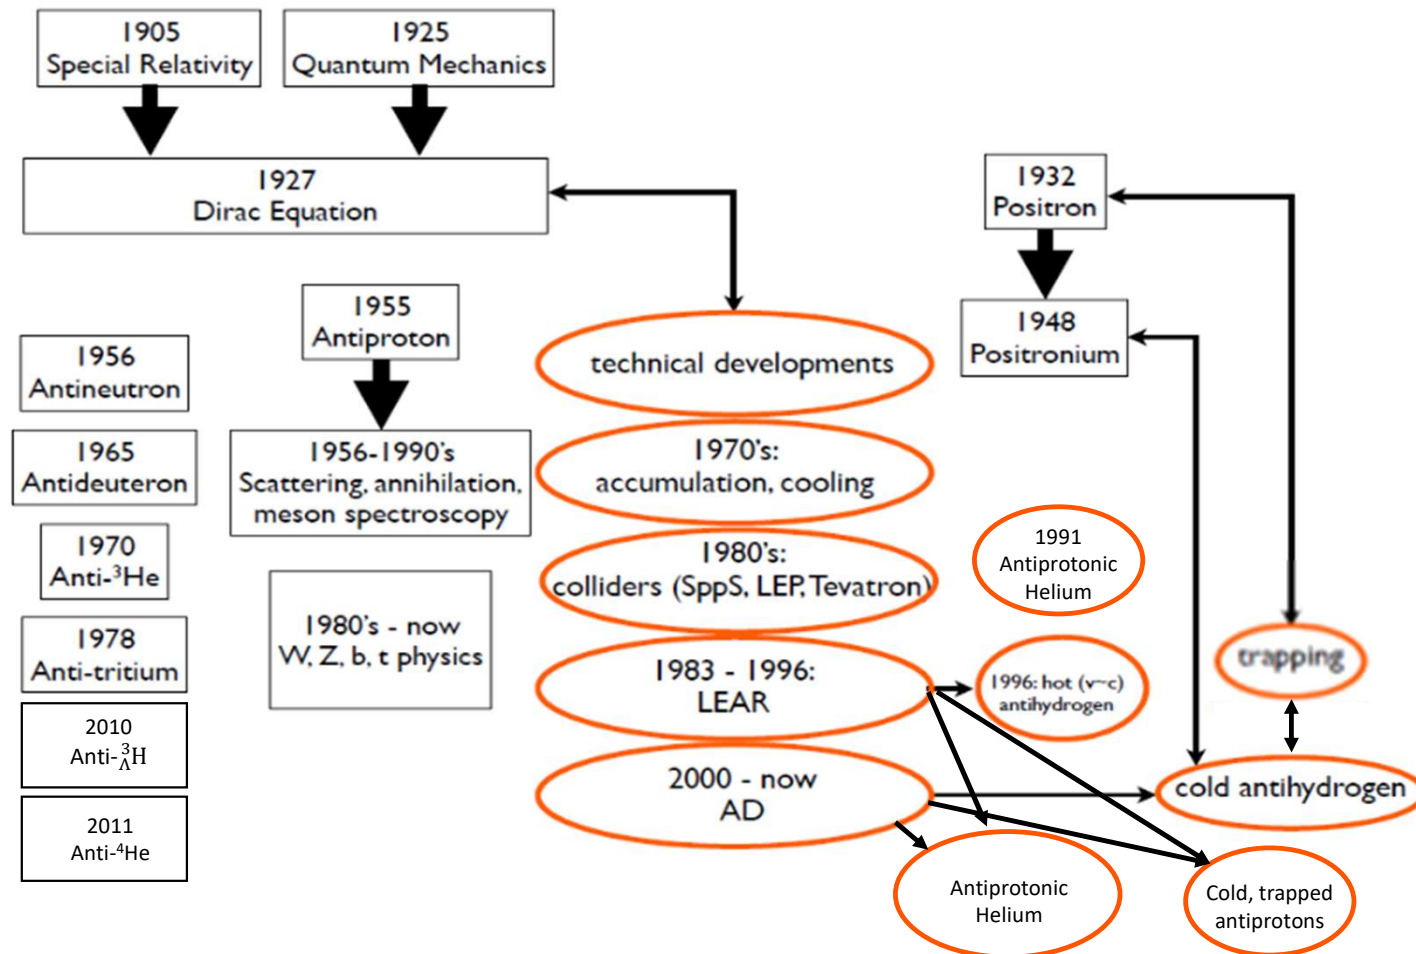 1905
Special Relativity
1925
Quantum Mechanics
1927
Dirac Equation
1932
Positron
1948
Positronium
1955
Antiproton
1956
Antineutron
1965
Antideuteron
1970
Anti-³He
1978
Anti-tritium
2010
Anti-³ΛH
2011
Anti-⁴He
1956-1990's
Scattering, annihilation,
meson spectroscopy
1980's - now
W, Z, b, t physics
technical developments
1970's:
accumulation, cooling
1980's:
colliders (SppS, LEP, Tevatron)
1983 - 1996:
LEAR
2000 - now
AD
1991
Antiprotonic
Helium
1996: hot (v~c)
antihydrogen
trapping
cold antihydrogen
Antiprotonic
Helium
Cold, trapped
antiprotons